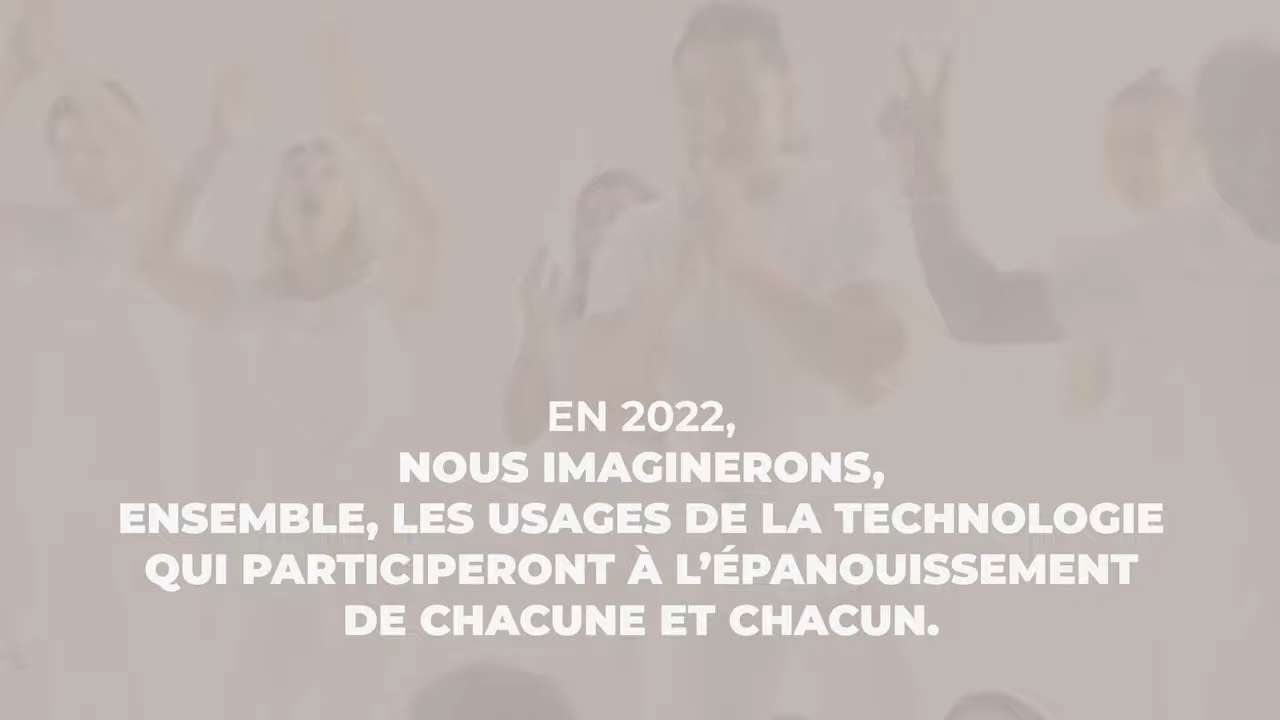 EN 2022,
NOUS IMAGINERONS,
ENSEMBLE, LES USAGES DE LA TECHNOLOGIE
QUI PARTICIPERONT À L’ÉPANOUISSEMENT
DE CHACUNE ET CHACUN.